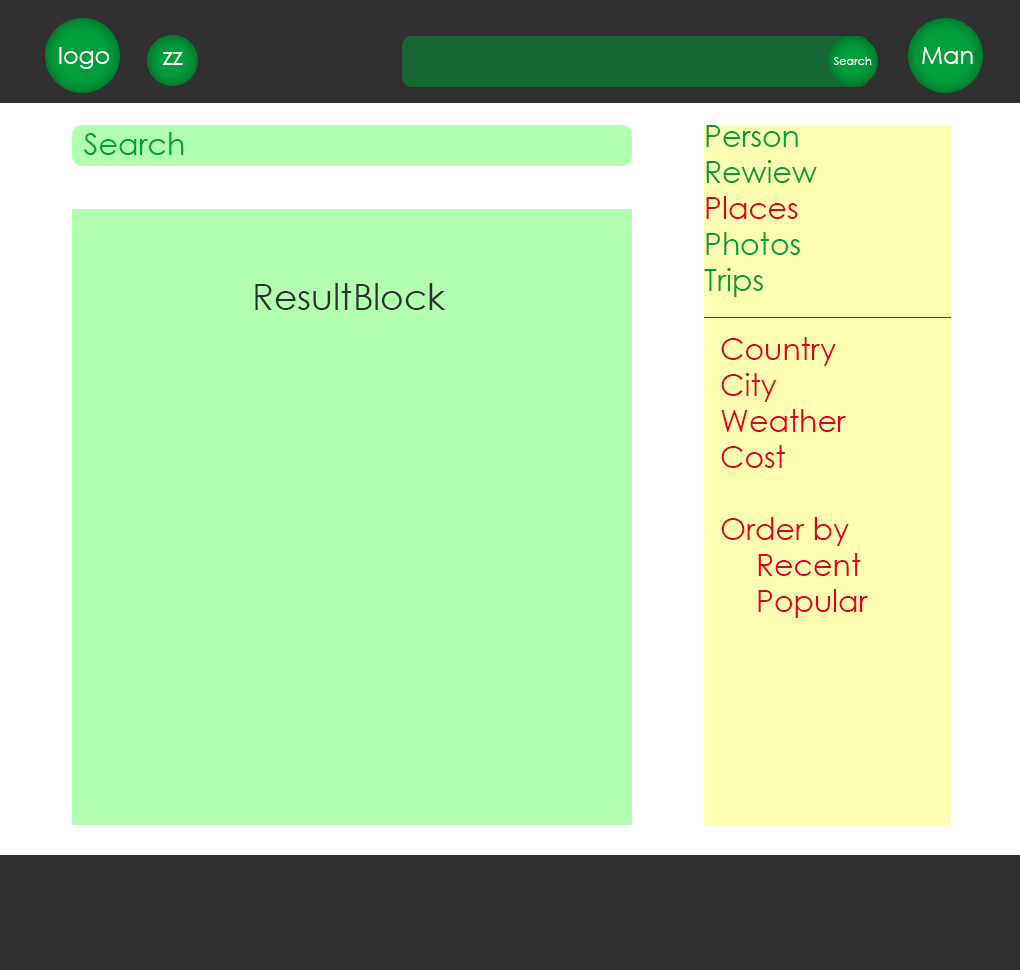 logo
zz
Search
Man
Search
ResultBlock
Person
Rewiew
Places
Photos
Trips
Country
City
Weather
Cost
Order by
Recent
Popular